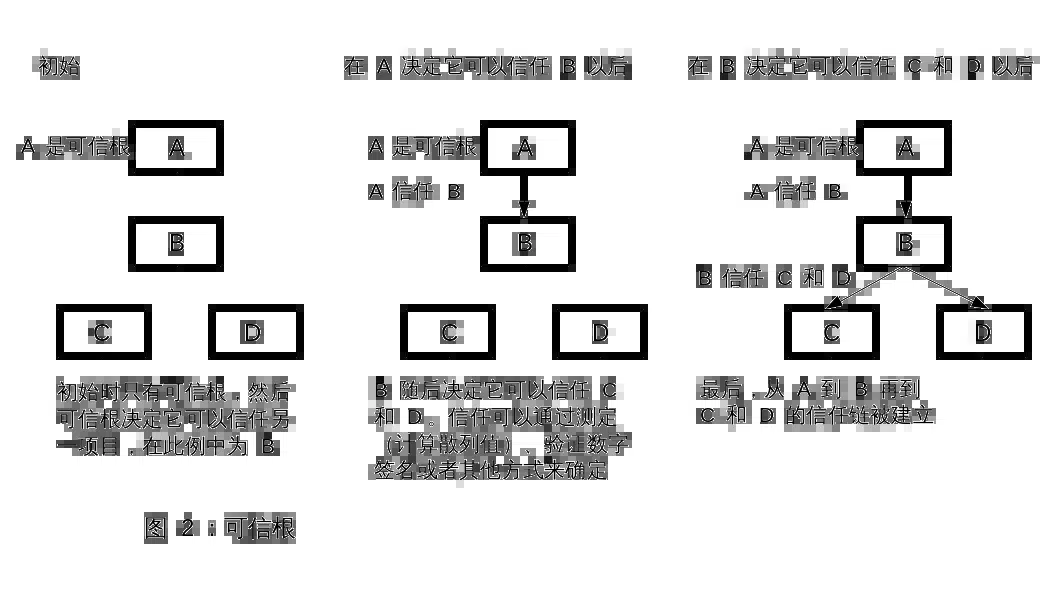 初始
A 是可信根
A
B
C
D
初始时只有可信根，然后
可信根决定它可以信任另
一项目，在此例中为 B
在 A 决定它可以信任 B 以后
A 是可信根
A
A 信任 B
B
C
D
B 随后决定它可以信任 C
和 D。信任可以通过测定
（计算散列值）、验证数字
签名或者其他方式来确定
在 B 决定它可以信任 C 和 D 以后
A 是可信根
A
A 信任 B
B
B 信任 C 和 D
C
D
最后，从 A 到 B 再到
C 和 D 的信任链被建立
图 2：可信根